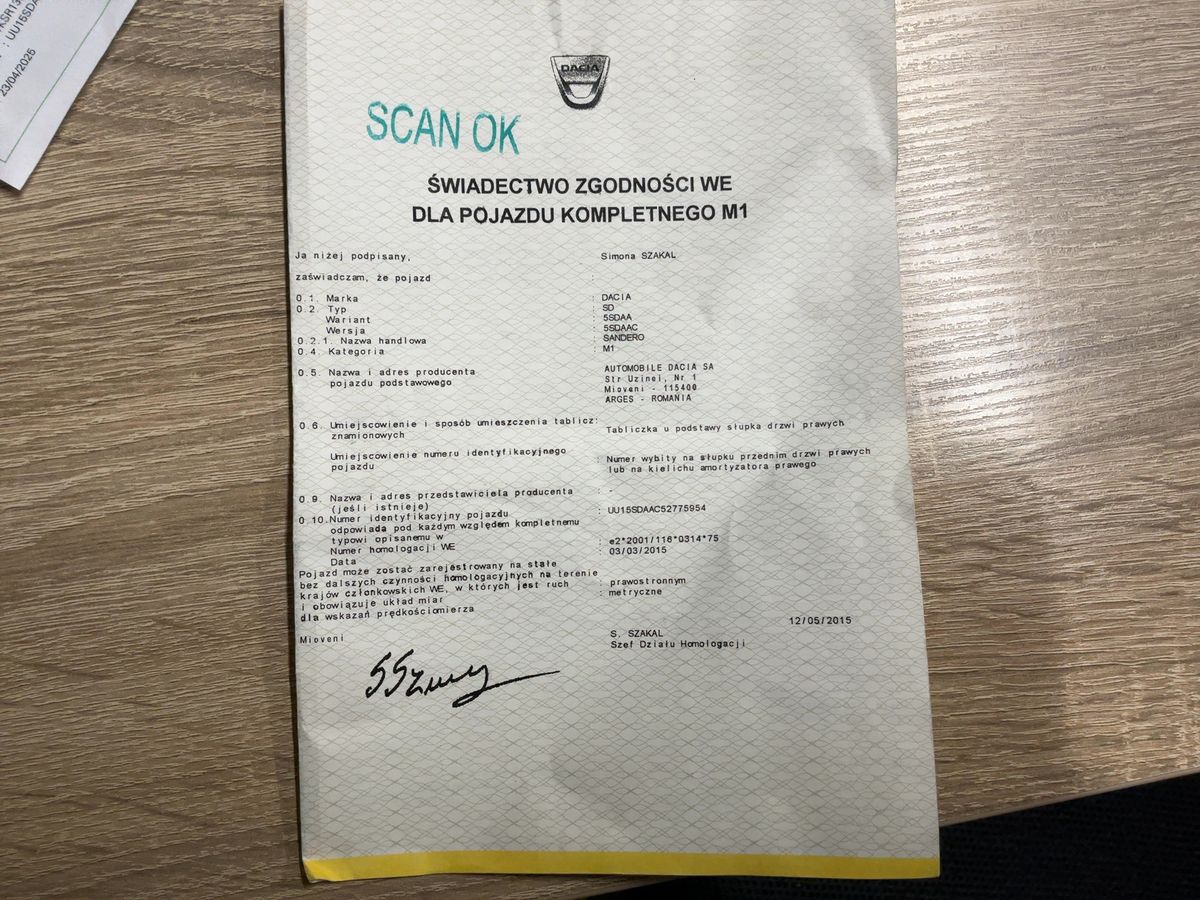 UU15SDA
23/04/2025
DACIA
SCAN OK
ŚWIADECTWO ZGODNOŚCI WE
DLA POJAZDU KOMPLETNEGO M1
Ja niżej podpisany, Simona SZAKAL
zaświadczam, że pojazd :
0.1. Marka : DACIA
0.2. Typ : SD
Wariant : 5SDAA
Wersja : 5SDAAC
0.2.1. Nazwa handlowa : SANDERO
0.4. Kategoria : M1
0.5. Nazwa i adres producenta : AUTOMOBILE DACIA SA
pojazdu podstawowego Str Uzinei, Nr 1
Mioveni - 115400
ARGES - ROMANIA
0.6. Umiejscowienie i sposób umieszczenia tablicz: Tabliczka u podstawy słupka drzwi prawych
znamionowych
Umiejscowienie numeru identyfikacyjnego : Numer wybity na słupku przednim drzwi prawych
pojazdu lub na kielichu amortyzatora prawego
0.9. Nazwa i adres przedstawiciela producenta : -
(jeśli istnieje)
0.10.Numer identyfikacyjny pojazdu : UU15SDAAC52775954
odpowiada pod każdym względem kompletnemu
typowi opisanemu w
Numer homologacji WE : e2*2001/116*0314*75
Data : 03/03/2015
Pojazd może zostać zarejestrowany na stałe
bez dalszych czynności homologacyjnych na terenie
krajów członkowskich WE, w których jest ruch : prawostronnym
i obowiązuje układ miar : metryczne
dla wskazań prędkościomierza
12/05/2015
Mioveni S. SZAKAL
Szef Działu Homologacji